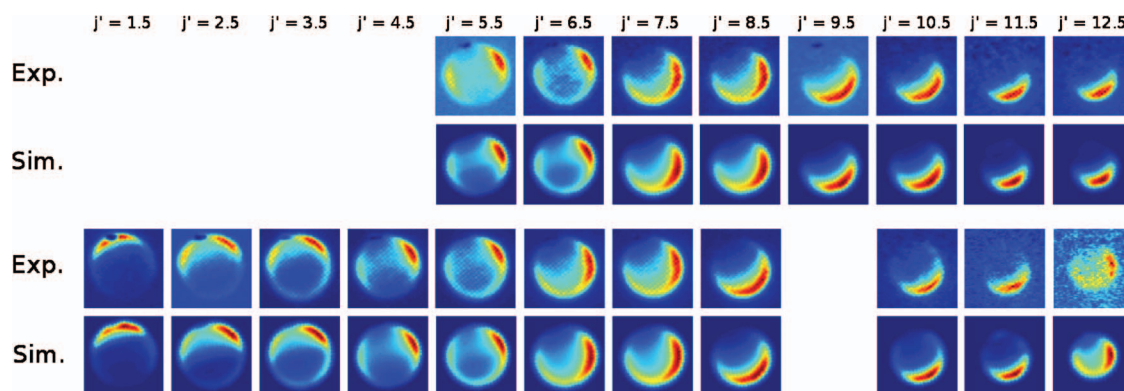 j' = 1.5 j' = 2.5 j' = 3.5 j' = 4.5 j' = 5.5 j' = 6.5 j' = 7.5 j' = 8.5 j' = 9.5 j' = 10.5 j' = 11.5 j' = 12.5
Exp.
Sim.
Exp.
Sim.